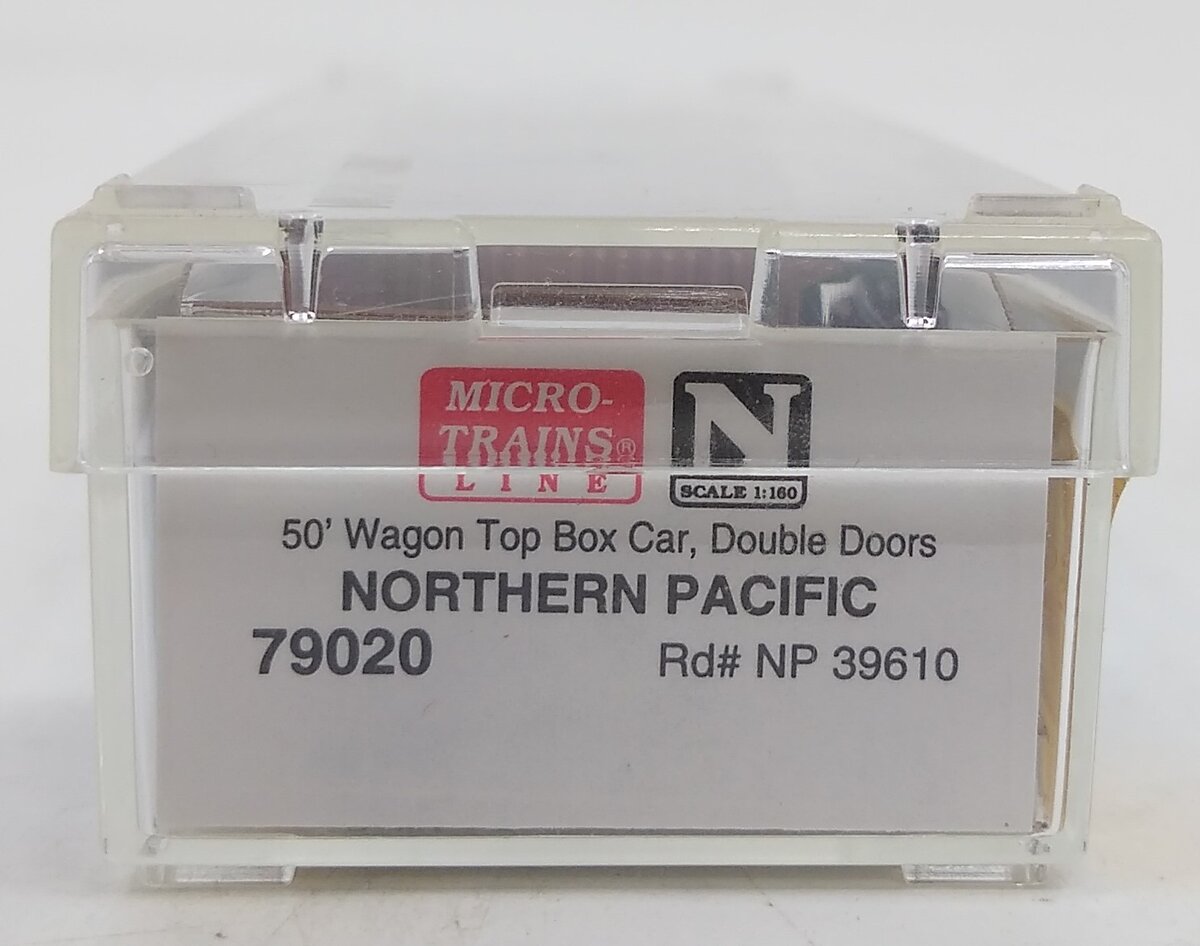 MICRO-
TRAINS®
LINE
N
SCALE 1:160
50' Wagon Top Box Car, Double Doors
NORTHERN PACIFIC
79020 Rd# NP 39610